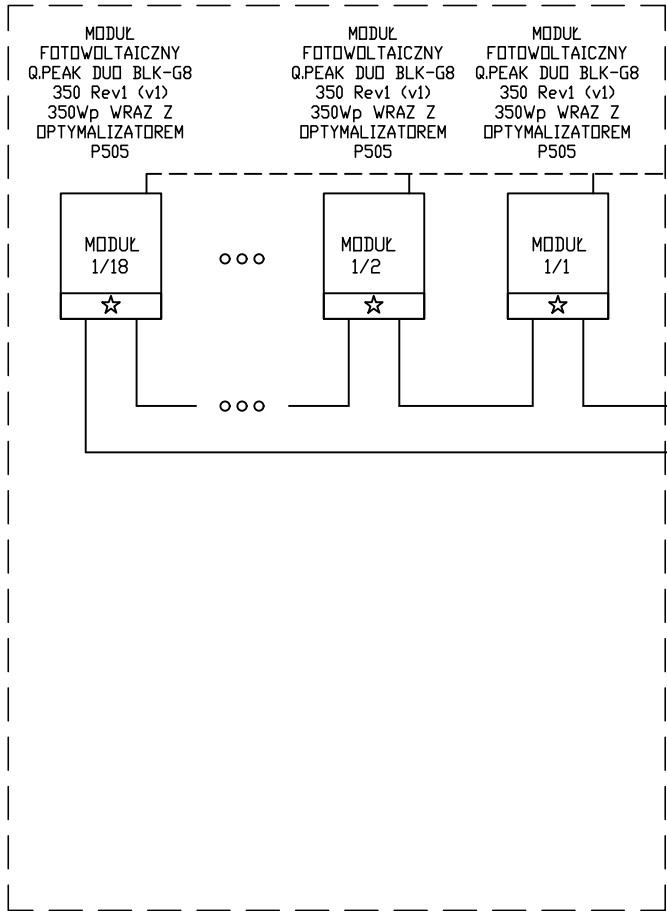 MODUŁ
FOTOWOLTAICZNY
Q.PEAK DUO BLK-G8
350 Rev1 (v1)
350Wp WRAZ Z
OPTYMALIZATOREM
P505
MODUŁ
FOTOWOLTAICZNY
Q.PEAK DUO BLK-G8
350 Rev1 (v1)
350Wp WRAZ Z
OPTYMALIZATOREM
P505
MODUŁ
FOTOWOLTAICZNY
Q.PEAK DUO BLK-G8
350 Rev1 (v1)
350Wp WRAZ Z
OPTYMALIZATOREM
P505
MODUŁ
1/18
MODUŁ
1/2
MODUŁ
1/1